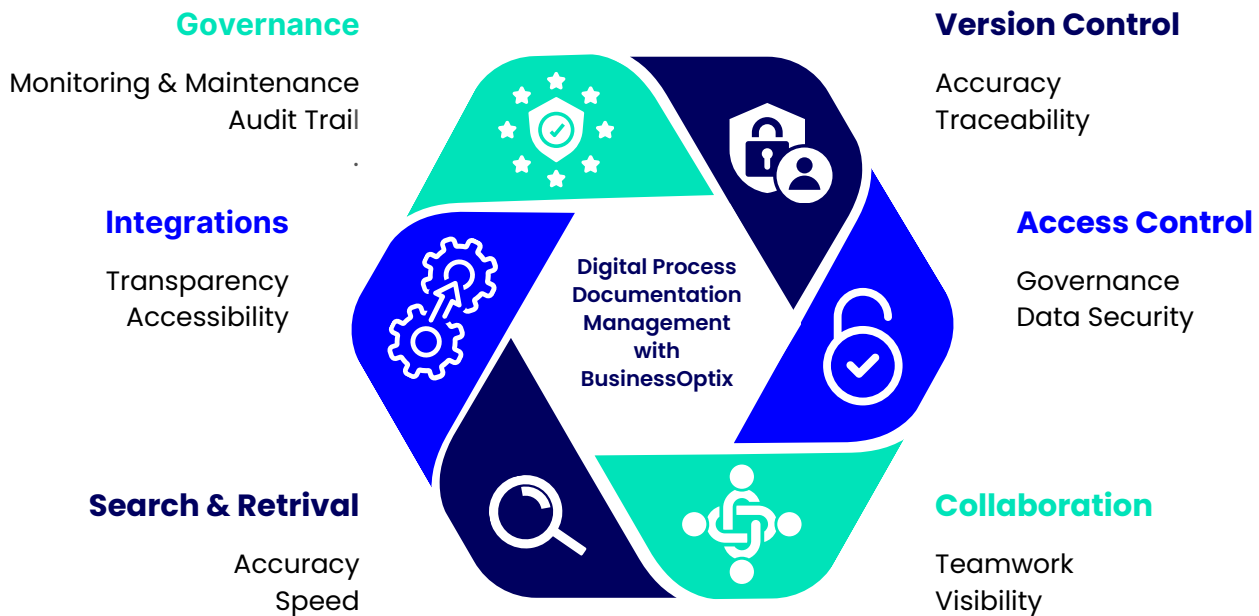 Governance
Monitoring & Maintenance
Audit Trail
.
Integrations
Transparency
Accessibility
Search & Retrival
Accuracy
Speed
Digital Process
Documentation
Management
with
BusinessOptix
Version Control
Accuracy
Traceability
Access Control
Governance
Data Security
Collaboration
Teamwork
Visibility